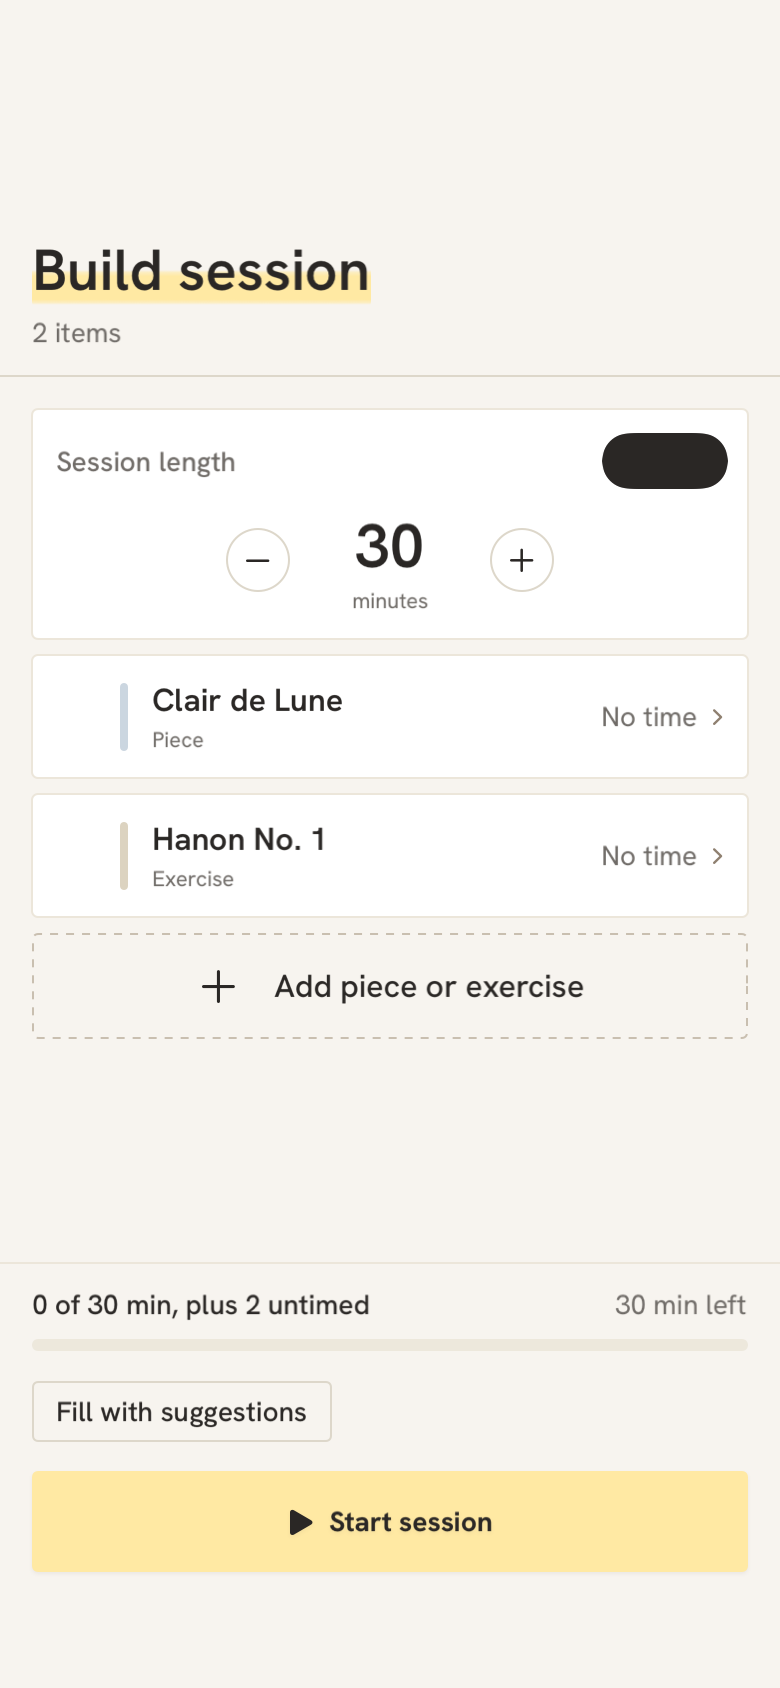 Build session
2 items
Session length
30
minutes
Clair de Lune
Piece
No time
Hanon No. 1
Exercise
No time
Add piece or exercise
0 of 30 min, plus 2 untimed
30 min left
Fill with suggestions
Start session